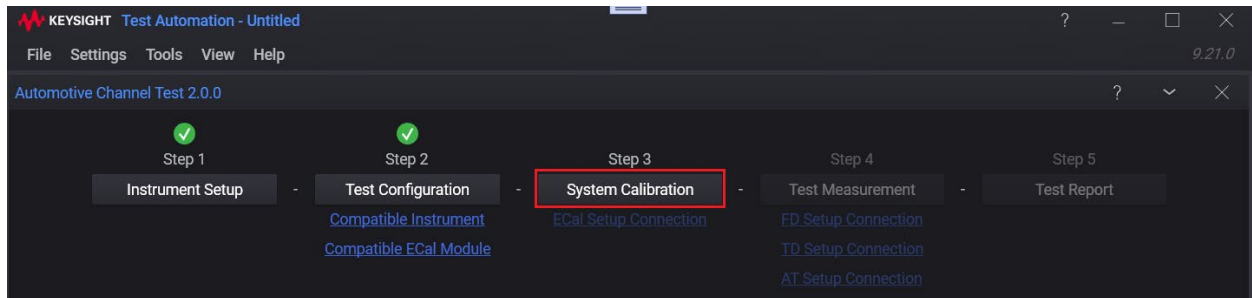 KEYSIGHT Test Automation - Untitled ?
File Settings Tools View Help 9.21.0
Automotive Channel Test 2.0.0 ?
Step 1 Step 2 Step 3 Step 4 Step 5
Instrument Setup - Test Configuration - System Calibration - Test Measurement - Test Report
Compatible Instrument ECal Setup Connection FD Setup Connection
Compatible ECal Module TD Setup Connection
AT Setup Connection